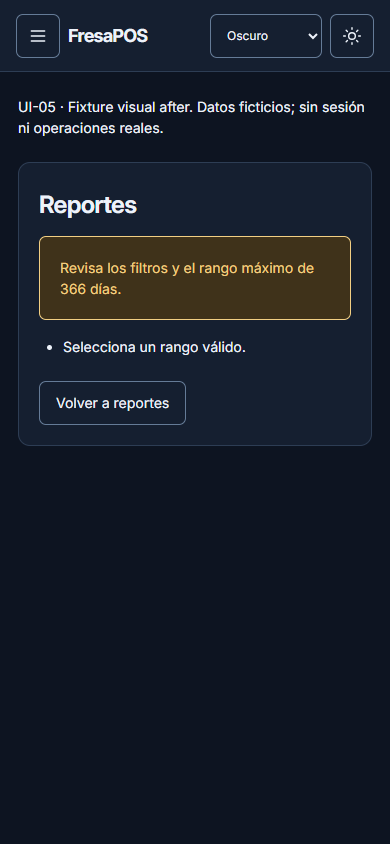 FresaPOS
Oscuro
UI-05 · Fixture visual after. Datos ficticios; sin sesión
ni operaciones reales.
Reportes
Revisa los filtros y el rango máximo de
366 días.
Selecciona un rango válido.
Volver a reportes